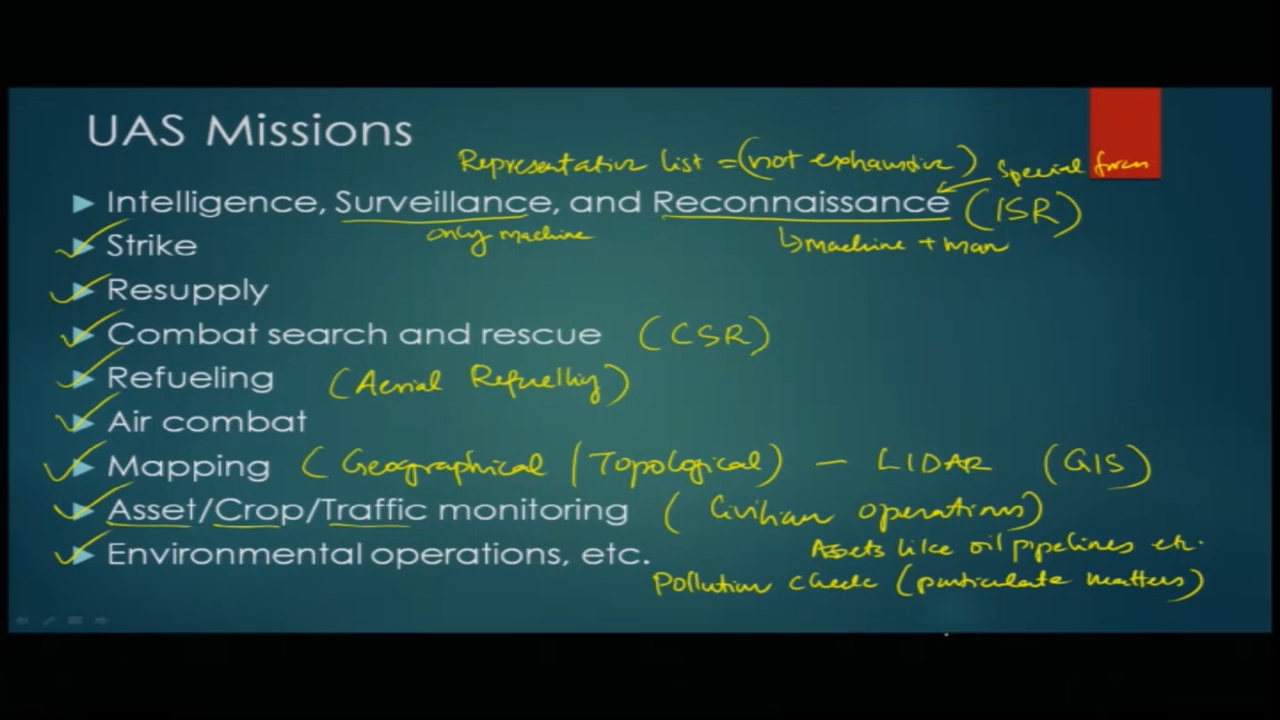 UAS Missions
Representative list = (not exhaustive) Special form
Intelligence, Surveillance, and Reconnaissance (ISR)
only machine ↳machine + man
Strike
Resupply
Combat search and rescue (CSR)
Refueling (Aerial Refuelling)
Air combat
Mapping (Geographical / Topological) – LIDAR (GIS)
Asset/Crop/Traffic monitoring (Civilian operations)
Assets like oil pipelines etc.
Environmental operations, etc.
Pollution check (particulate matters)